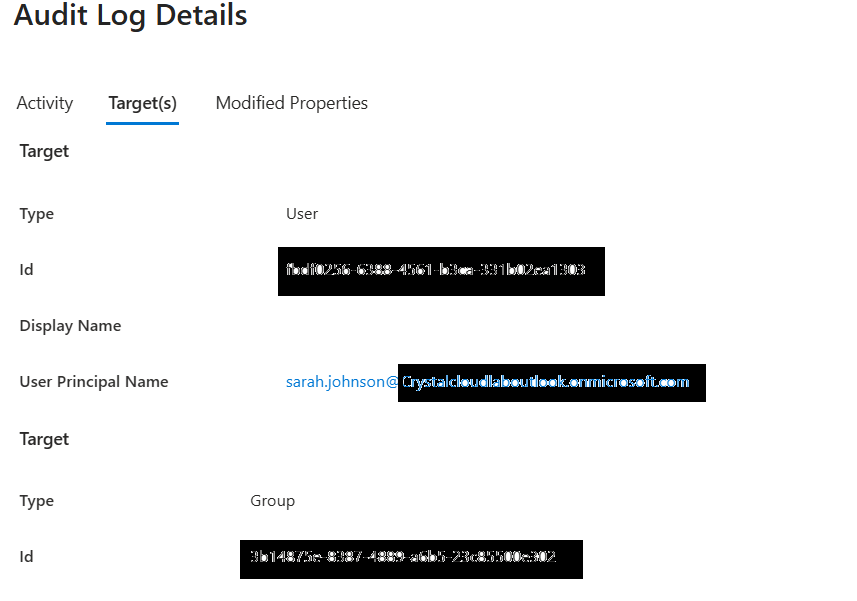 Audit Log Details
Activity Target(s) Modified Properties
Target
Type User
Id
Display Name
User Principal Name sarah.johnson@
Target
Type Group
Id